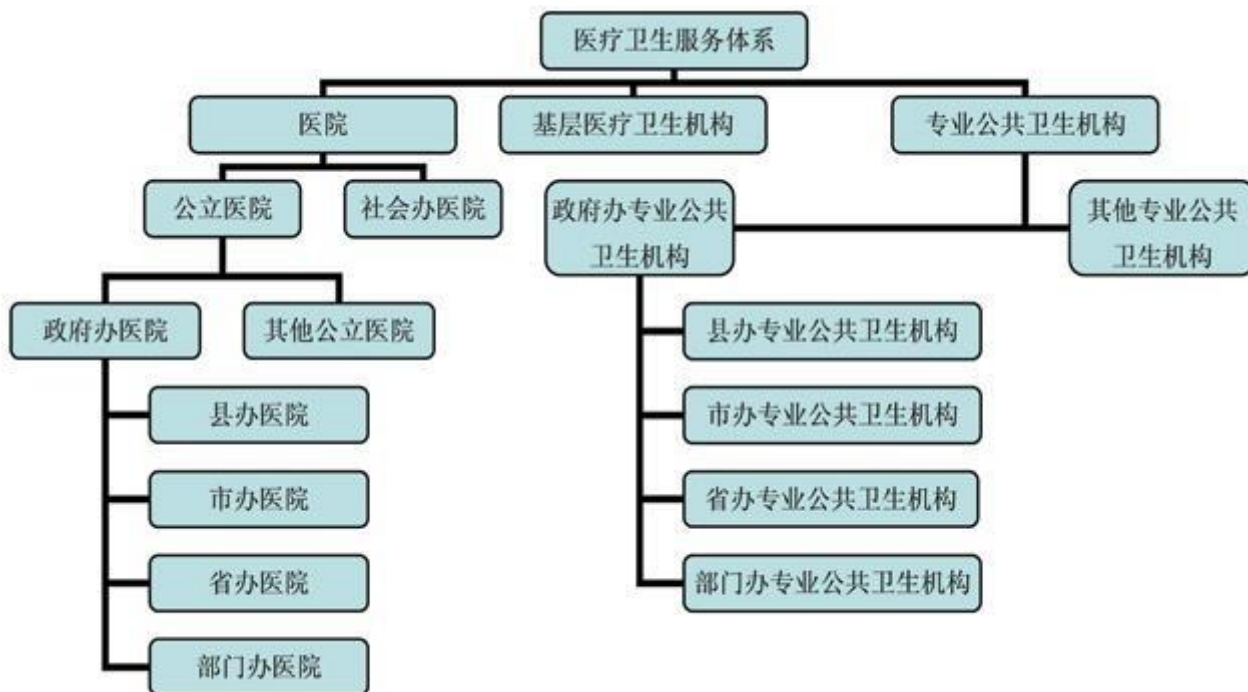 医疗卫生服务体系
医院
基层医疗卫生机构
专业公共卫生机构
公立医院
社会办医院
政府办专业公共
卫生机构
其他专业公共
卫生机构
政府办医院
其他公立医院
县办专业公共卫生机构
县办医院
市办专业公共卫生机构
市办医院
省办专业公共卫生机构
省办医院
部门办专业公共卫生机构
部门办医院